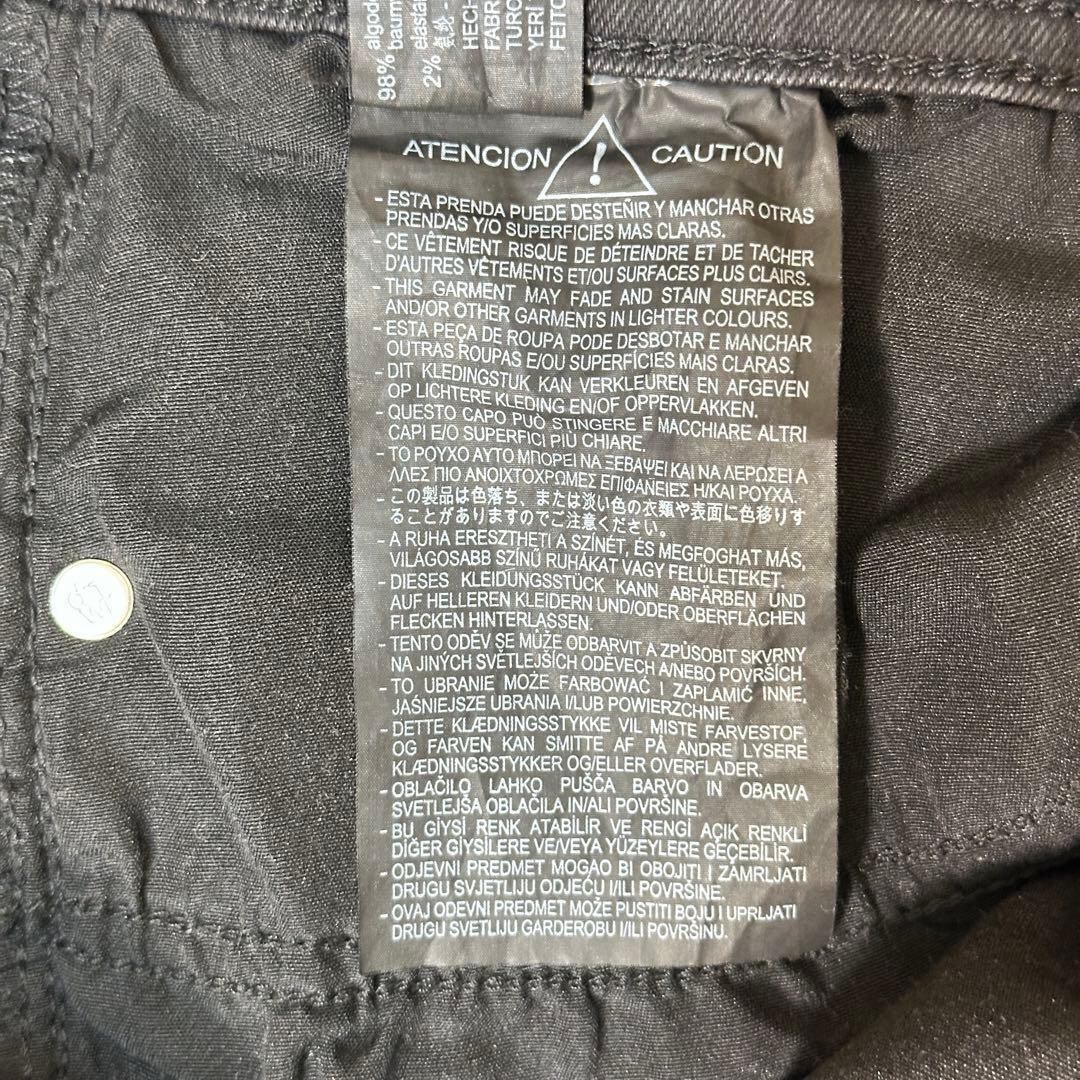 98% algodó
baumw
elastan
2% 氨纶 -
HECH
FABR
TURQ
YERİ
FEITO
ATENCION ! CAUTION
- ESTA PRENDA PUEDE DESTEÑIR Y MANCHAR OTRAS
PRENDAS Y/O SUPERFICIES MAS CLARAS.
- CE VÊTEMENT RISQUE DE DÉTEINDRE ET DE TACHER
D'AUTRES VÊTEMENTS ET/OU SURFACES PLUS CLAIRS.
- THIS GARMENT MAY FADE AND STAIN SURFACES
AND/OR OTHER GARMENTS IN LIGHTER COLOURS.
- ESTA PEÇA DE ROUPA PODE DESBOTAR E MANCHAR
OUTRAS ROUPAS E/OU SUPERFÍCIES MAIS CLARAS.
- DIT KLEDINGSTUK KAN VERKLEUREN EN AFGEVEN
OP LICHTERE KLEDING EN/OF OPPERVLAKKEN.
- QUESTO CAPO PUÒ STINGERE E MACCHIARE ALTRI
CAPI E/O SUPERFICI PIÙ CHIARE.
- ΤΟ ΡΟΥΧΟ ΑΥΤΟ ΜΠΟΡΕΙ ΝΑ ΞΕΒΑΨΕΙ ΚΑΙ ΝΑ ΛΕΡΩΣΕΙ Α
ΛΛΕΣ ΠΙΟ ΑΝΟΙΧΤΟΧΡΩΜΕΣ ΕΠΙΦΑΝΕΙΕΣ Η/ΚΑΙ ΡΟΥΧΑ.
- この製品は色落ち、または淡い色の衣類や表面に色移りす
ることがありますのでご注意ください。
- A RUHA ERESZTHETI A SZÍNÉT, ÉS MEGFOGHAT MÁS,
VILÁGOSABB SZÍNŰ RUHÁKAT VAGY FELÜLETEKET.
- DIESES KLEIDUNGSSTÜCK KANN ABFÄRBEN UND
AUF HELLEREN KLEIDERN UND/ODER OBERFLÄCHEN
FLECKEN HINTERLASSEN.
- TENTO ODĚV SE MŮŽE ODBARVIT A ZPŮSOBIT SKVRNY
NA JINÝCH SVĚTLEJŠÍCH ODĚVECH A/NEBO POVRŠÍCH.
- TO UBRANIE MOŻE FARBOWAĆ I ZAPLAMIĆ INNE,
JAŚNIEJSZE UBRANIA I/LUB POWIERZCHNIE.
- DETTE KLÆDNINGSSTYKKE VIL MISTE FARVESTOF,
OG FARVEN KAN SMITTE AF PÅ ANDRE LYSERE
KLÆDNINGSSTYKKER OG/ELLER OVERFLADER.
- OBLAČILO LAHKO PUŠČA BARVO IN OBARVA
SVETLEJŠA OBLAČILA IN/ALI POVRŠINE.
- BU GİYSİ RENK ATABİLİR VE RENGİ AÇIK RENKLİ
DİĞER GİYSİLERE VE/VEYA YÜZEYLERE GEÇEBİLİR.
- ODJEVNI PREDMET MOGAO BI OBOJITI I ZAMRLJATI
DRUGU SVJETLIJU ODJEĆU I/ILI POVRŠINE.
- OVAJ ODEVNI PREDMET MOŽE PUSTITI BOJU I UPRLJATI
DRUGU SVETLIJU GARDEROBU I/ILI POVRŠINU.